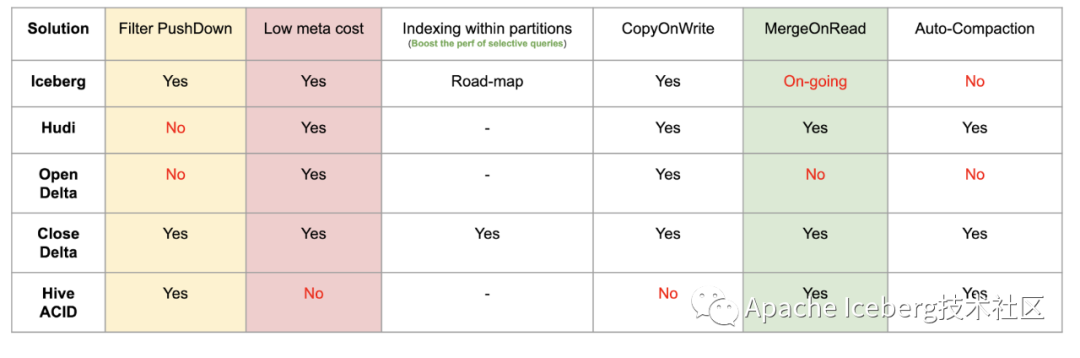 Solution Filter PushDown Low meta cost Indexing within partitions CopyOnWrite MergeOnRead Auto-Compaction
(Boost the perf of selective queries)
Iceberg Yes Yes Road-map Yes On-going No
Hudi No Yes - Yes Yes Yes
Open Delta No Yes - Yes No No
Close Delta Yes Yes Yes Yes Yes Yes
Hive ACID Yes No - No Yes Yes
Apache Iceberg技术社区